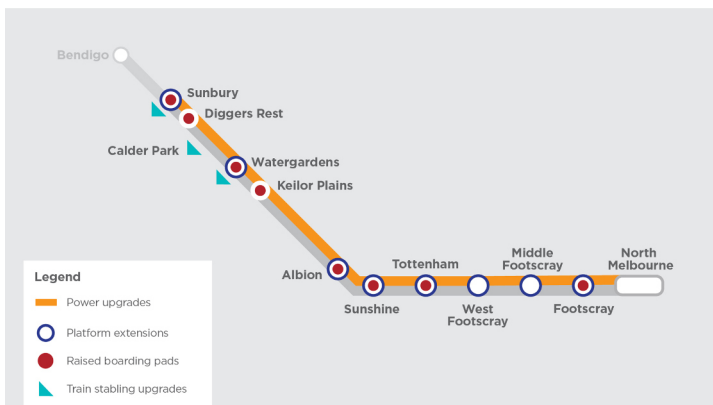 Bendigo
Sunbury
Diggers Rest
Calder Park
Watergardens
Keilor Plains
Albion
Tottenham
Middle
Footscray
North
Melbourne
Sunshine
West
Footscray
Footscray
Legend
Power upgrades
Platform extensions
Raised boarding pads
Train stabling upgrades